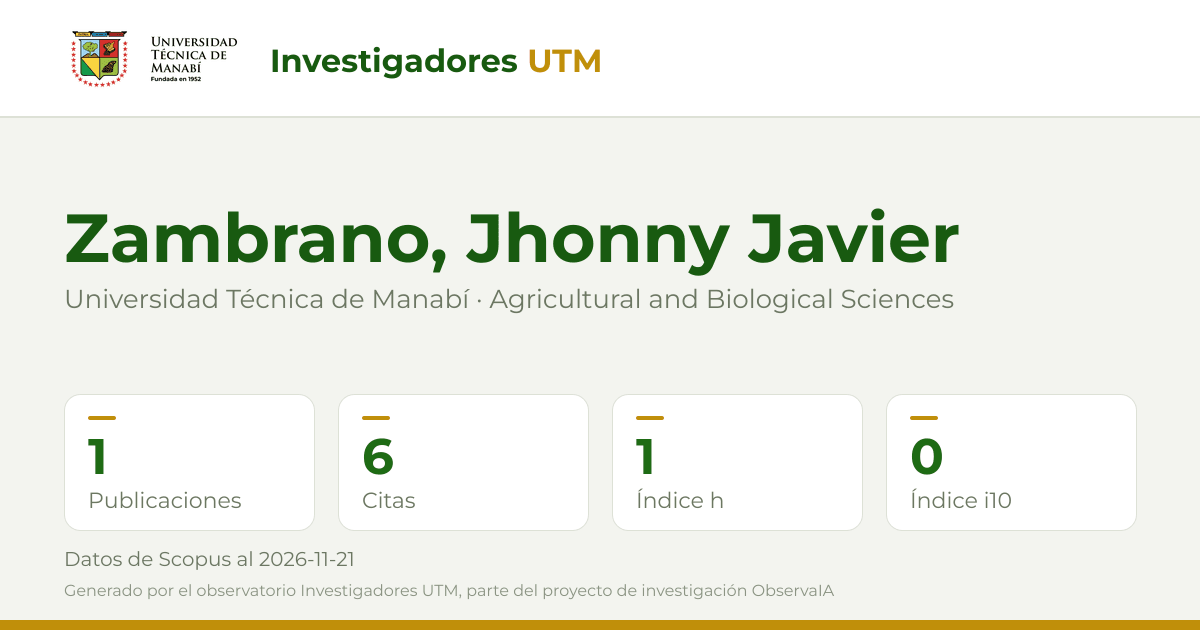 UNIVERSIDAD
TÉCNICA DE
MANABÍ
Fundada en 1952
Investigadores UTM
Zambrano, Jhonny Javier
Universidad Técnica de Manabí · Agricultural and Biological Sciences
1
Publicaciones
6
Citas
1
Índice h
0
Índice i10
Datos de Scopus al 2026-11-21
Generado por el observatorio Investigadores UTM, parte del proyecto de investigación ObservaIA